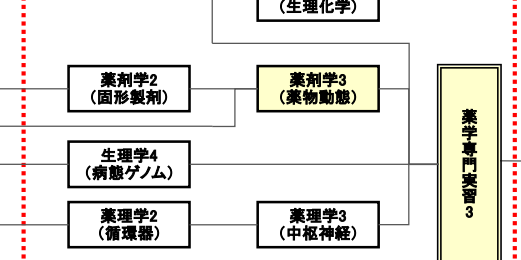 (生理化学)
薬剤学2
(固形製剤)
薬剤学3
(薬物動態)
生理学4
(病態ゲノム)
薬理学2
(循環器)
薬理学3
(中枢神経)
薬学専門実習3